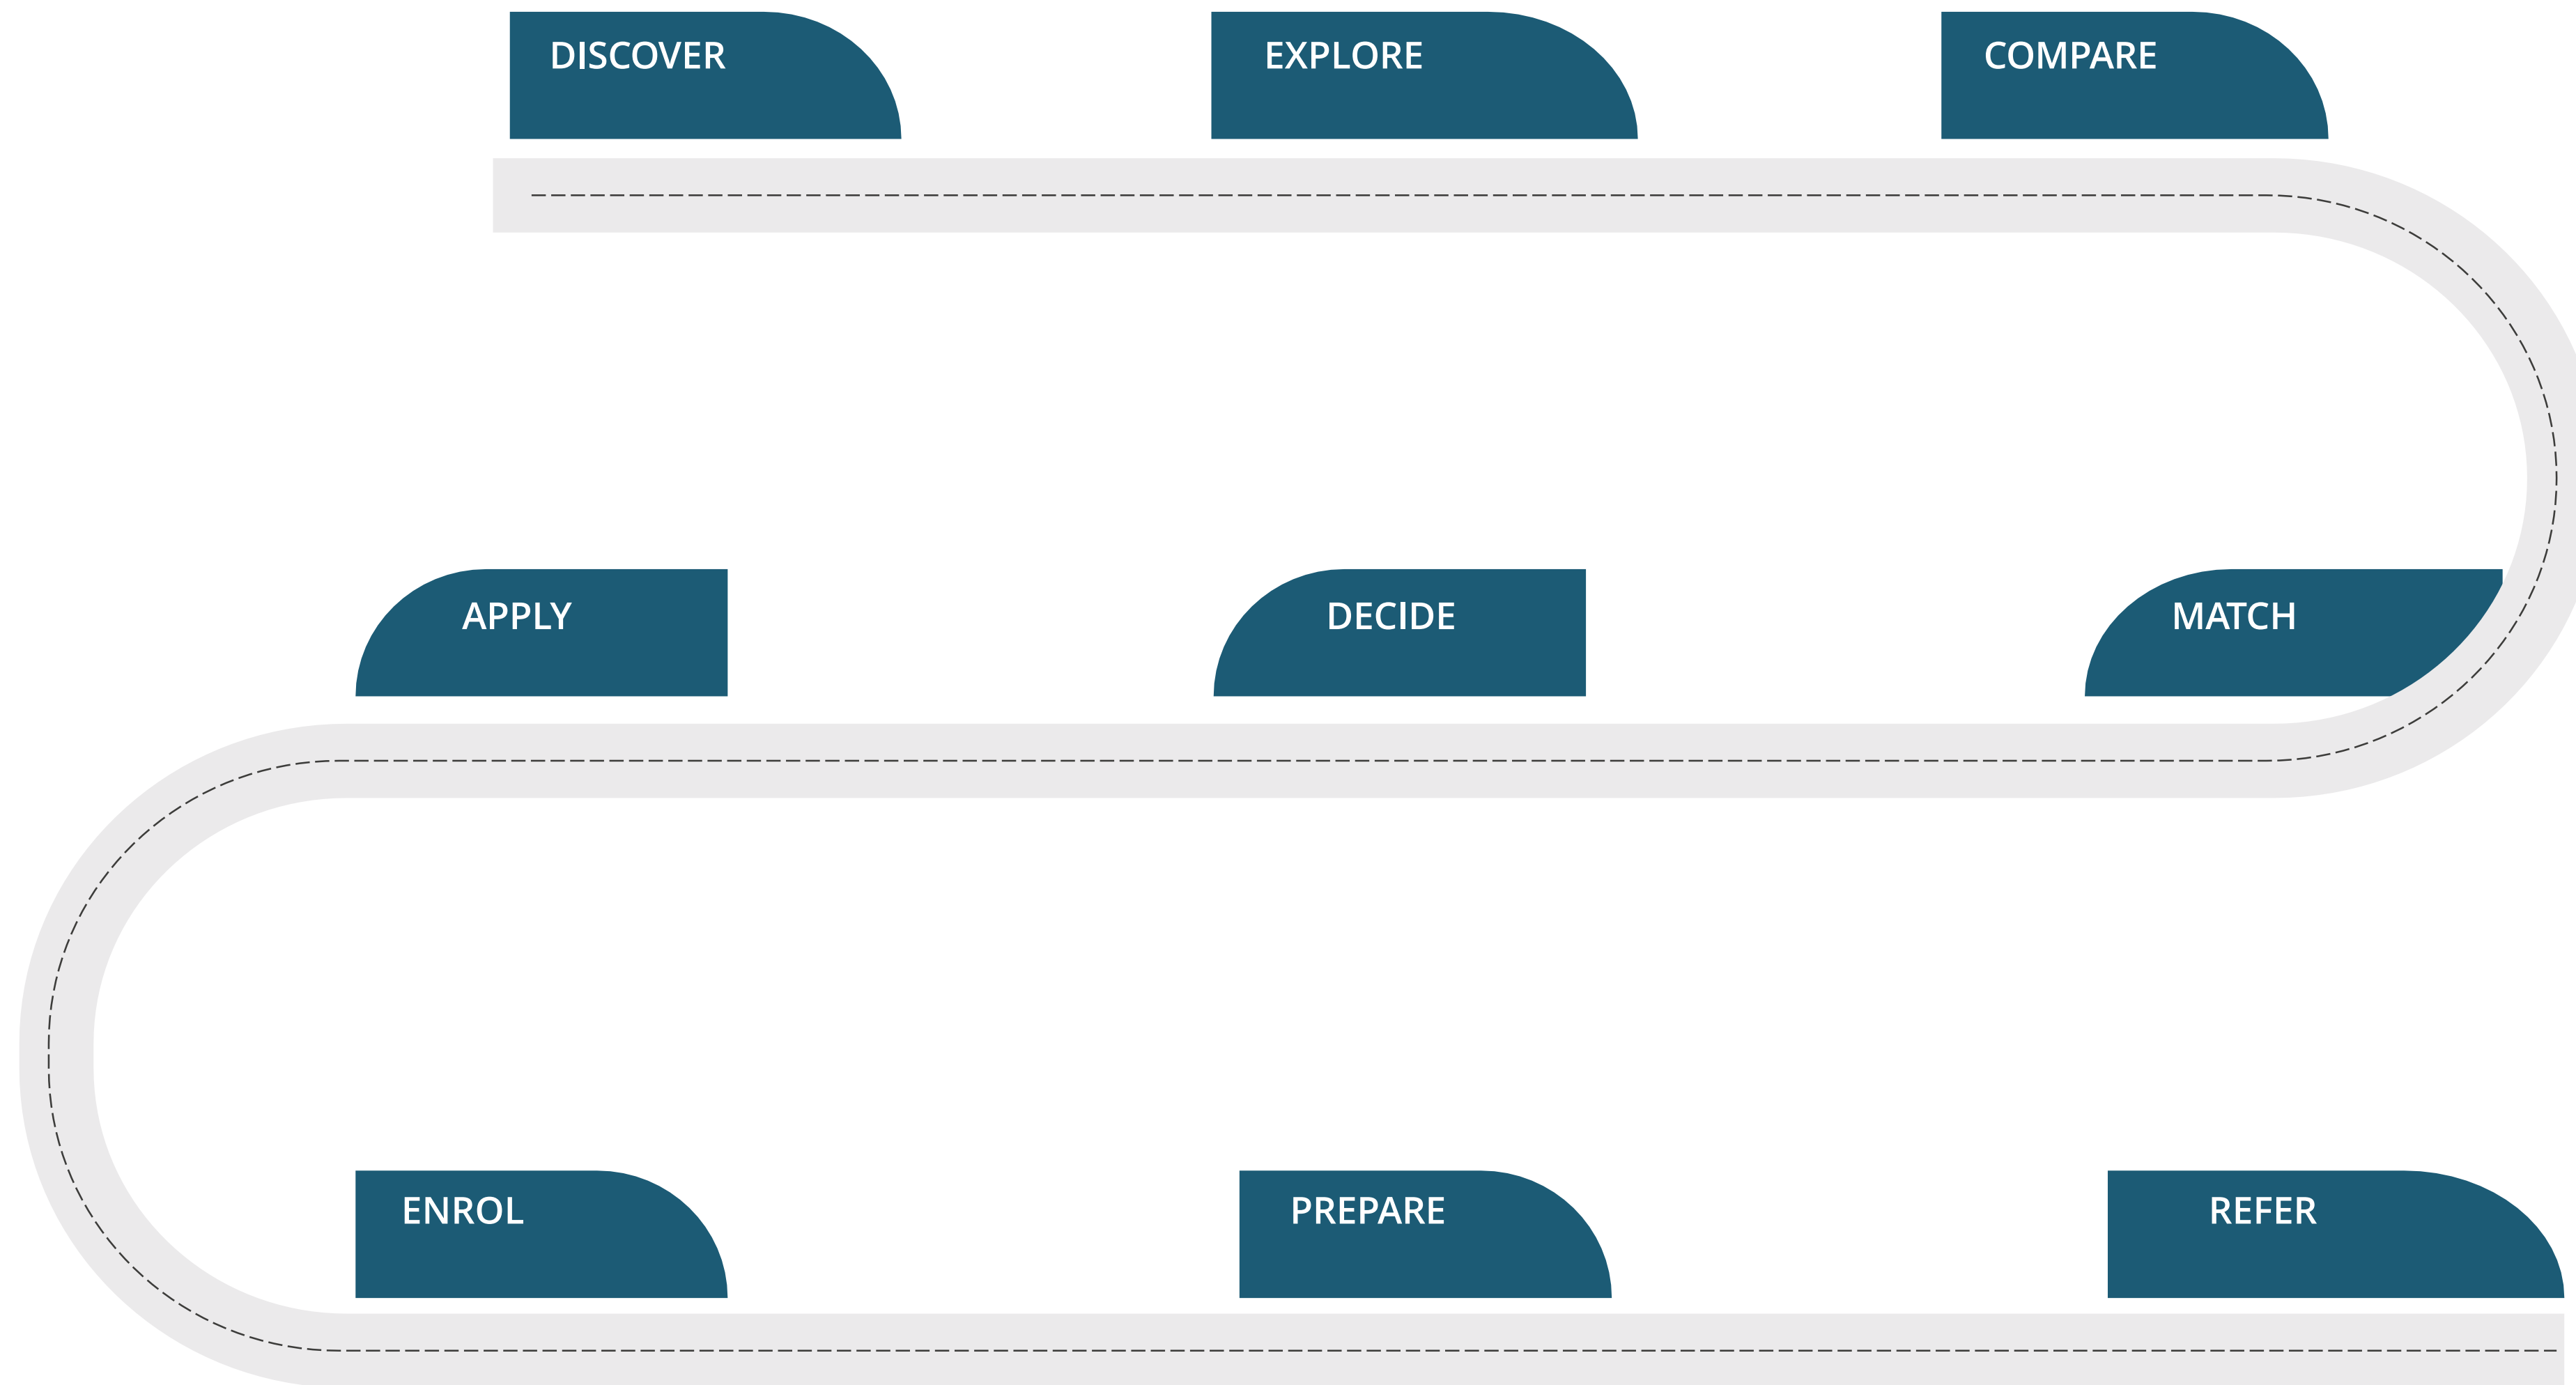 DISCOVER
EXPLORE
COMPARE
MATCH
DECIDE
APPLY
ENROL
PREPARE
REFER